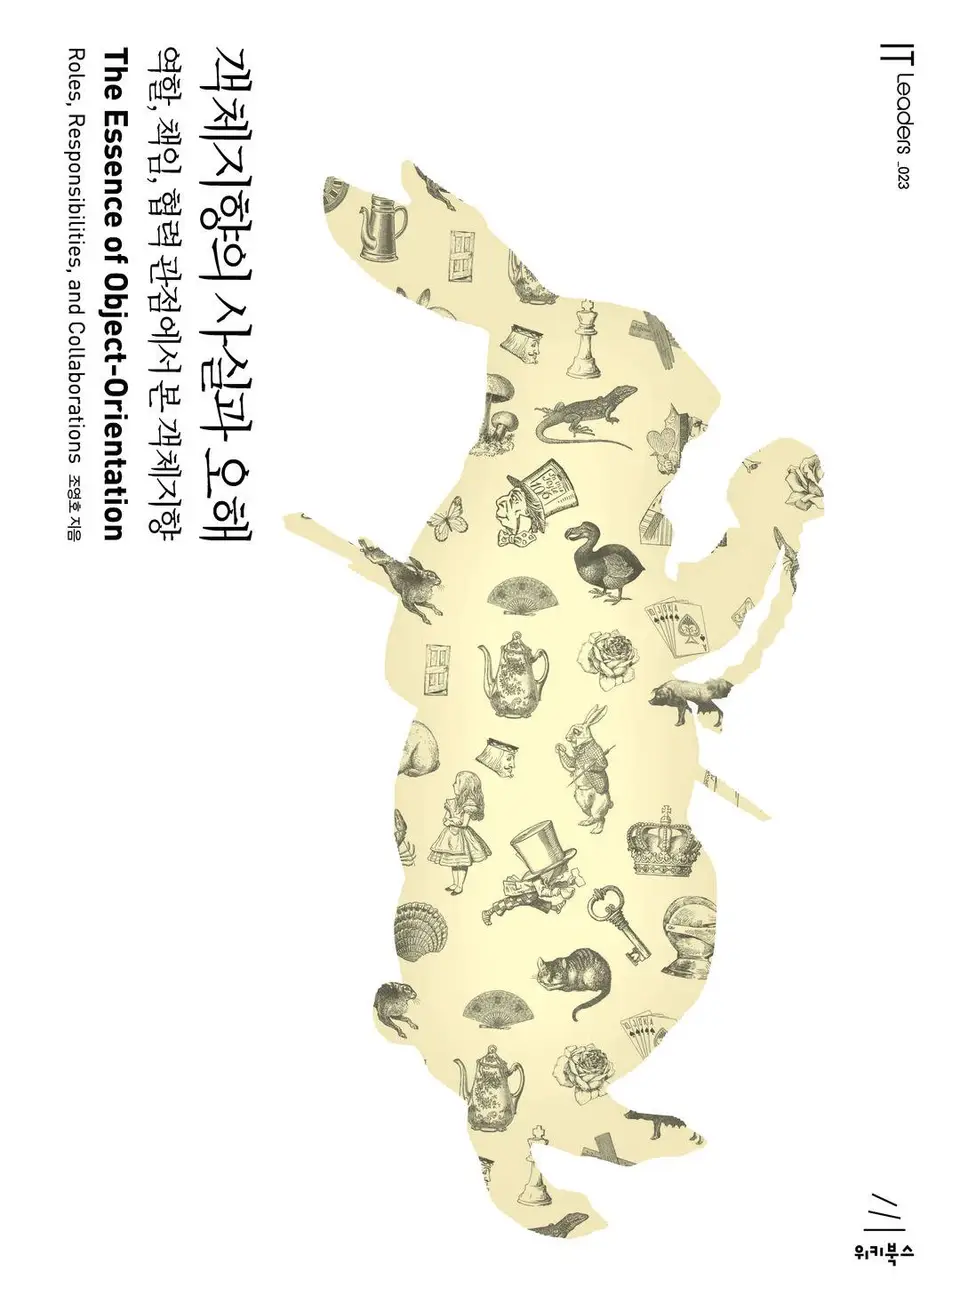 IT Leaders _023
객체지향의 사실과 오해
역할, 책임, 협력 관점에서 본 객체지향
The Essence of Object-Orientation
Roles, Responsibilities, and Collaborations 조영호 지음
위키북스